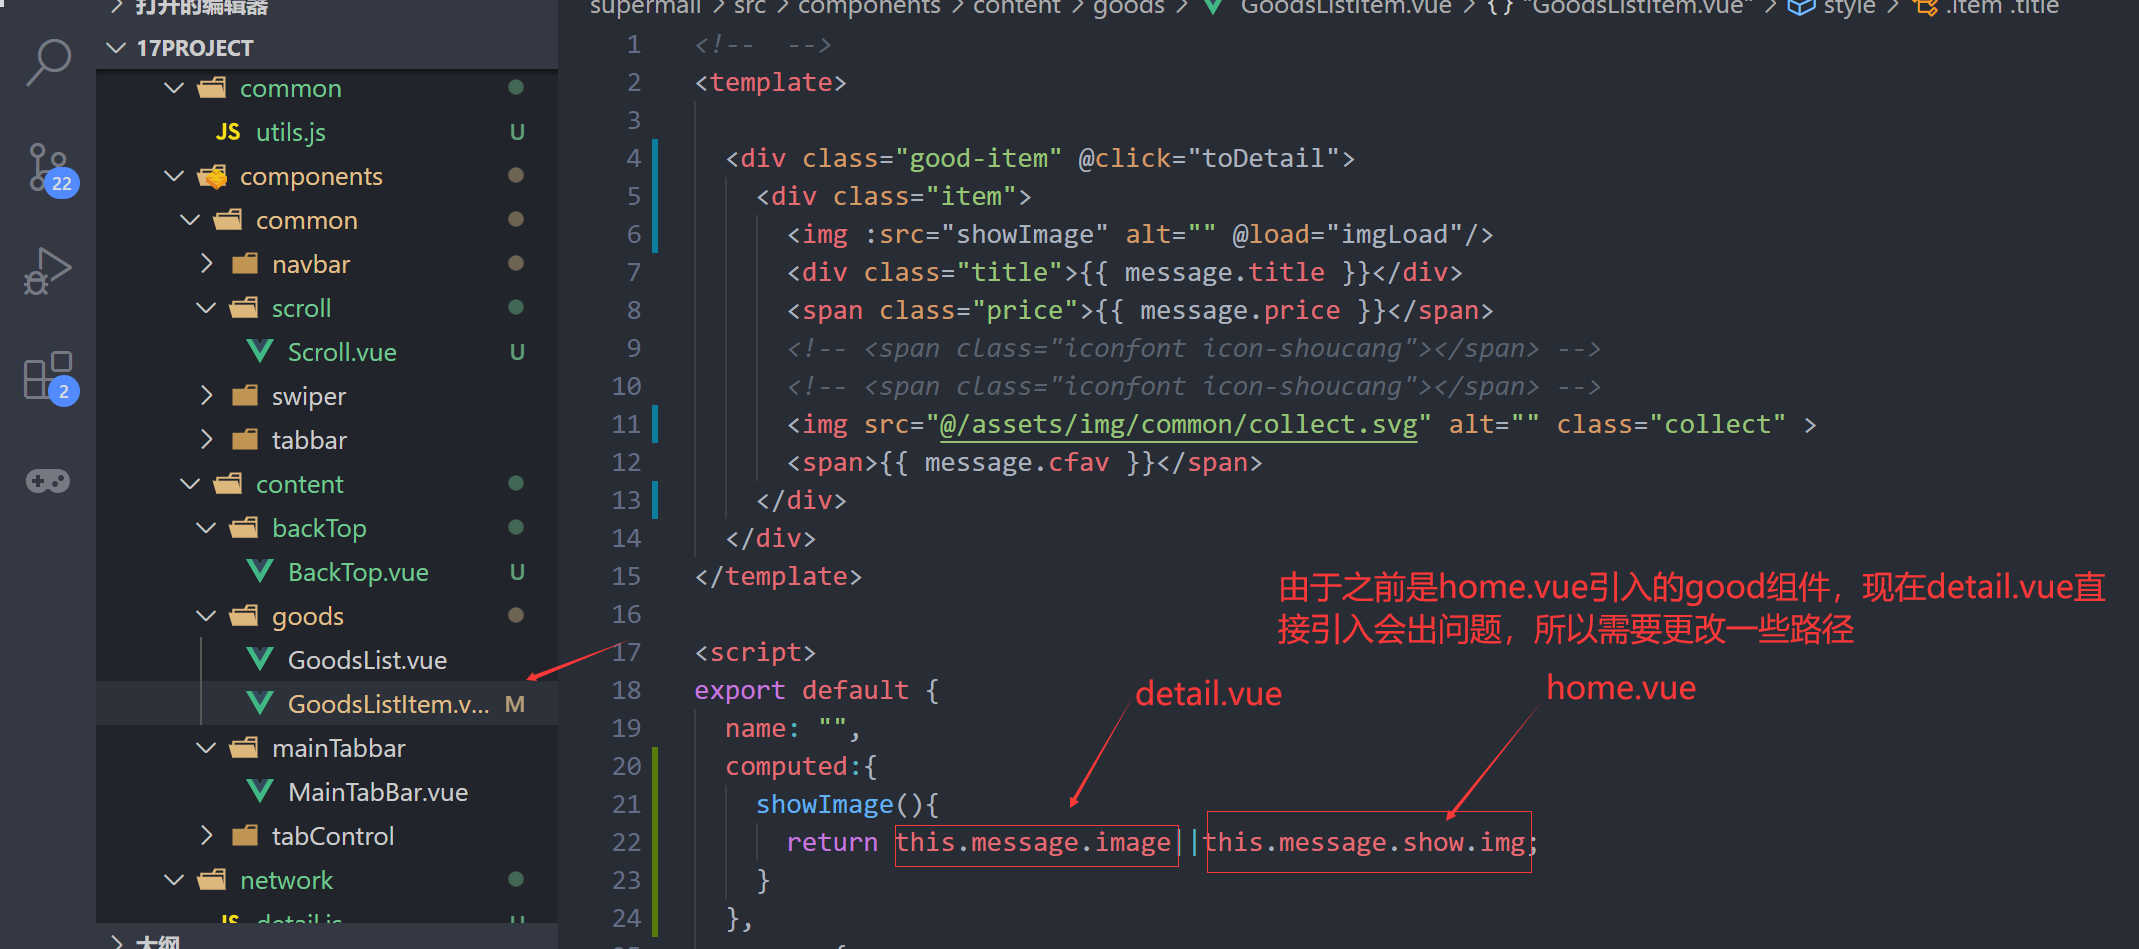 打开的编辑器
supermall > src > components > content > goods > GoodsListItem.vue > {} "GoodsListItem.vue" > style > .item .title
17PROJECT
common
utils.js U
components
common
navbar
scroll
Scroll.vue U
swiper
tabbar
content
backTop
BackTop.vue U
goods
GoodsList.vue
GoodsListItem.v... M
mainTabbar
MainTabBar.vue
tabControl
network
detail.js U
大纲
22
2
1 <!--  -->
2 <template>
3
4 <div class="good-item" @click="toDetail">
5 <div class="item">
6 <img :src="showImage" alt="" @load="imgLoad"/>
7 <div class="title">{{ message.title }}</div>
8 <span class="price">{{ message.price }}</span>
9 <!-- <span class="iconfont icon-shoucang"></span> -->
10 <!-- <span class="iconfont icon-shoucang"></span> -->
11 <img src="@/assets/img/common/collect.svg" alt="" class="collect" >
12 <span>{{ message.cfav }}</span>
13 </div>
14 </div>
15 </template>
16
17 <script>
18 export default {
19 name: "",
20 computed:{
21 showImage(){
22 return this.message.image||this.message.show.img;
23 }
24 },
由于之前是home.vue引入的good组件，现在detail.vue直
接引入会出问题，所以需要更改一些路径
detail.vue
home.vue